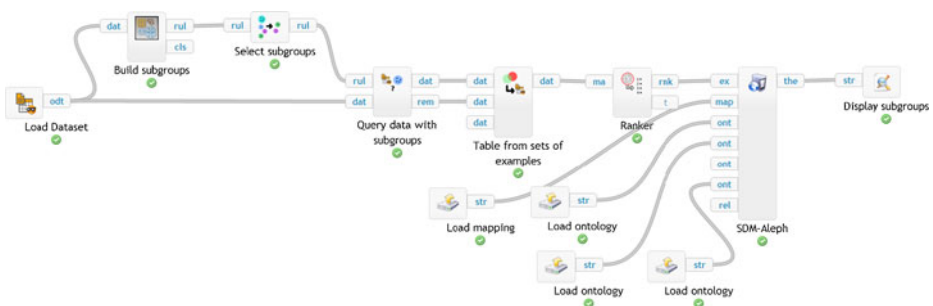 dat rul rul rul
cls
Build subgroups Select subgroups
odt
Load Dataset
rul dat dat dat ma rnk ex the str
dat rem dat t map
dat ont
ont
ont
ont
rel
Query data with
subgroups
Table from sets of
examples
Ranker
Display subgroups
str str
Load mapping Load ontology
SDM-Aleph
str str
Load ontology Load ontology